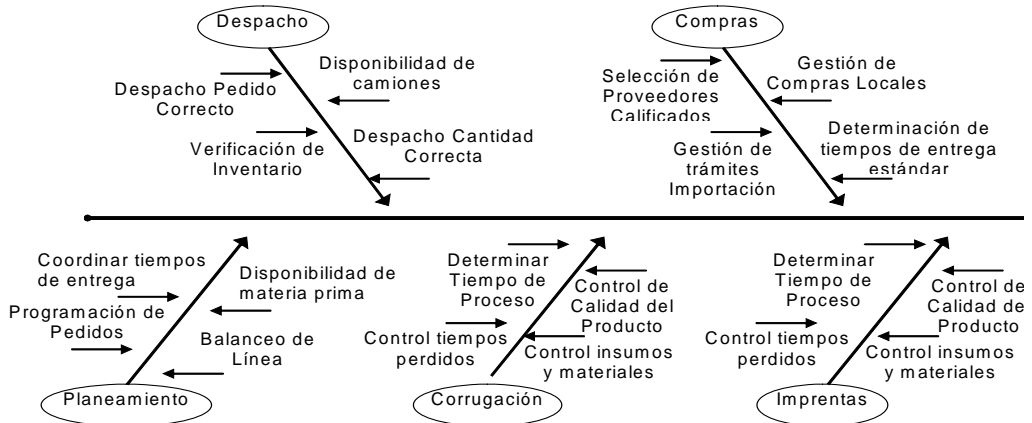 Despacho
Despacho Pedido
Correcto
Disponibilidad de
camiones
Verificación de
Inventario
Despacho Cantidad
Correcta
Compras
Selección de
Proveedores
Calificados
Gestión de
Compras Locales
Gestión de
trámites
Importación
Determinación de
tiempos de entrega
estándar
Coordinar tiempos
de entrega
Disponibilidad de
materia prima
Programación de
Pedidos
Balanceo de
Línea
Planeamiento
Determinar
Tiempo de
Proceso
Control de
Calidad del
Producto
Control tiempos
perdidos
Control insumos
y materiales
Corrugación
Determinar
Tiempo de
Proceso
Control de
Calidad del
Producto
Control tiempos
perdidos
Control insumos
y materiales
Imprentas